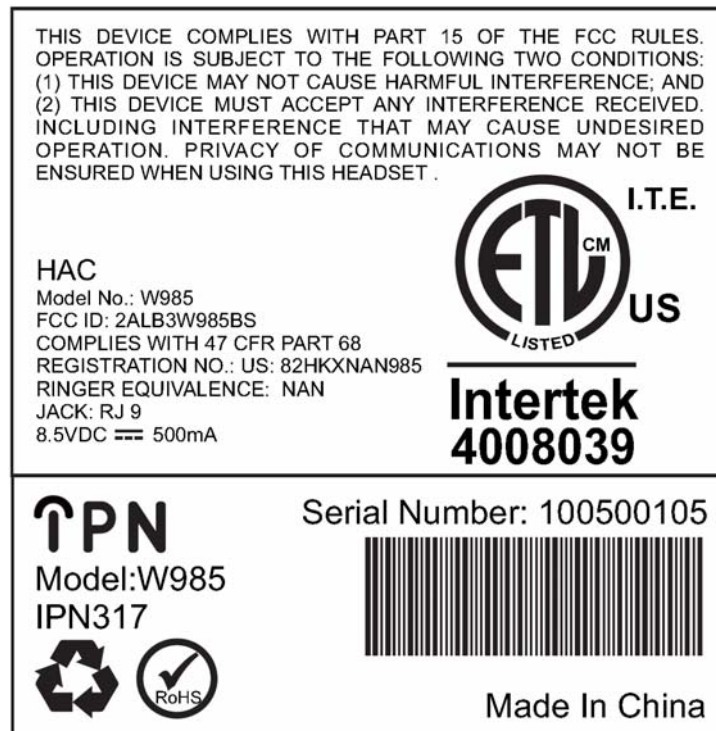 THIS DEVICE COMPLIES WITH PART 15 OF THE FCC RULES.
OPERATION IS SUBJECT TO THE FOLLOWING TWO CONDITIONS:
(1) THIS DEVICE MAY NOT CAUSE HARMFUL INTERFERENCE; AND
(2) THIS DEVICE MUST ACCEPT ANY INTERFERENCE RECEIVED.
INCLUDING INTERFERENCE THAT MAY CAUSE UNDESIRED
OPERATION. PRIVACY OF COMMUNICATIONS MAY NOT BE
ENSURED WHEN USING THIS HEADSET .
I.T.E.
ETL CM
US
LISTED
Intertek
4008039
HAC
Model No.: W985
FCC ID: 2ALB3W985BS
COMPLIES WITH 47 CFR PART 68
REGISTRATION NO.: US: 82HKXNAN985
RINGER EQUIVALENCE: NAN
JACK: RJ 9
8.5VDC ⎓ 500mA
IPN
Model:W985
IPN317
RoHS
Serial Number: 100500105
Made In China